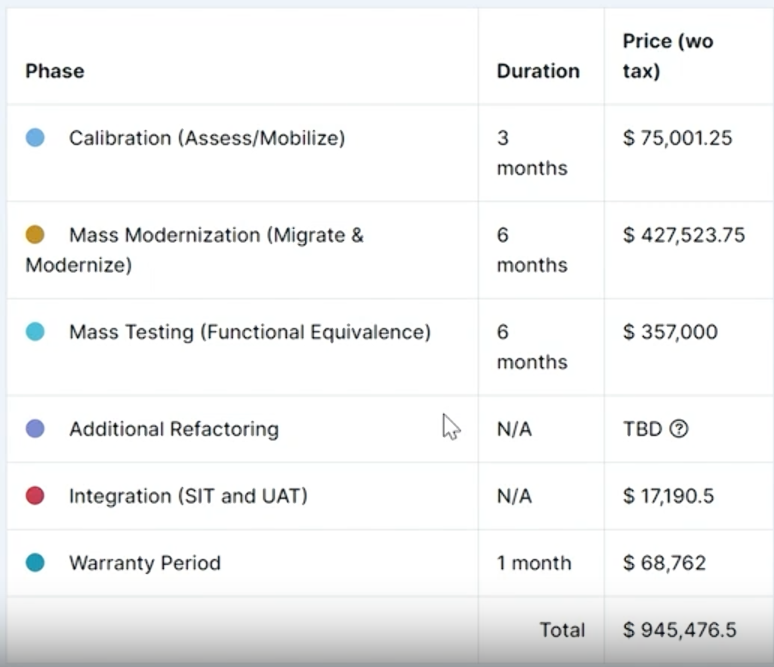 Phase Duration Price (wo tax)
Calibration (Assess/Mobilize) 3 months $ 75,001.25
Mass Modernization (Migrate & Modernize) 6 months $ 427,523.75
Mass Testing (Functional Equivalence) 6 months $ 357,000
Additional Refactoring N/A TBD ?
Integration (SIT and UAT) N/A $ 17,190.5
Warranty Period 1 month $ 68,762
Total $ 945,476.5